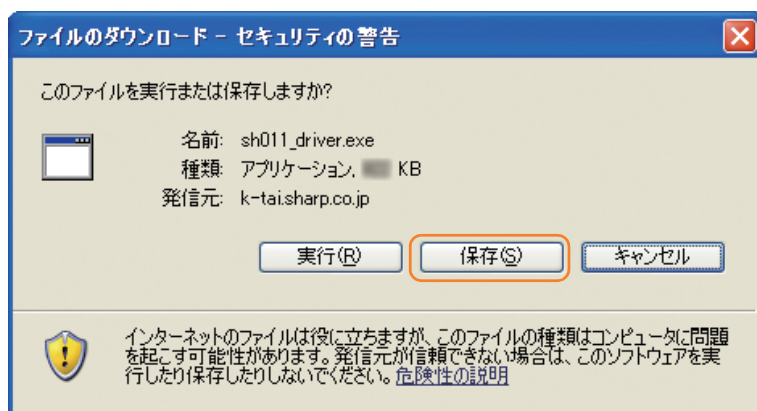 ファイルのダウンロード - セキュリティの警告
このファイルを実行または保存しますか?
名前: sh011_driver.exe
種類: アプリケーション, KB
発信元: k-tai.sharp.co.jp
実行(R) 保存(S) キャンセル
インターネットのファイルは役に立ちますが、このファイルの種類はコンピュータに問題
を起こす可能性があります。発信元が信頼できない場合は、このソフトウェアを実
行したり保存したりしないでください。危険性の説明